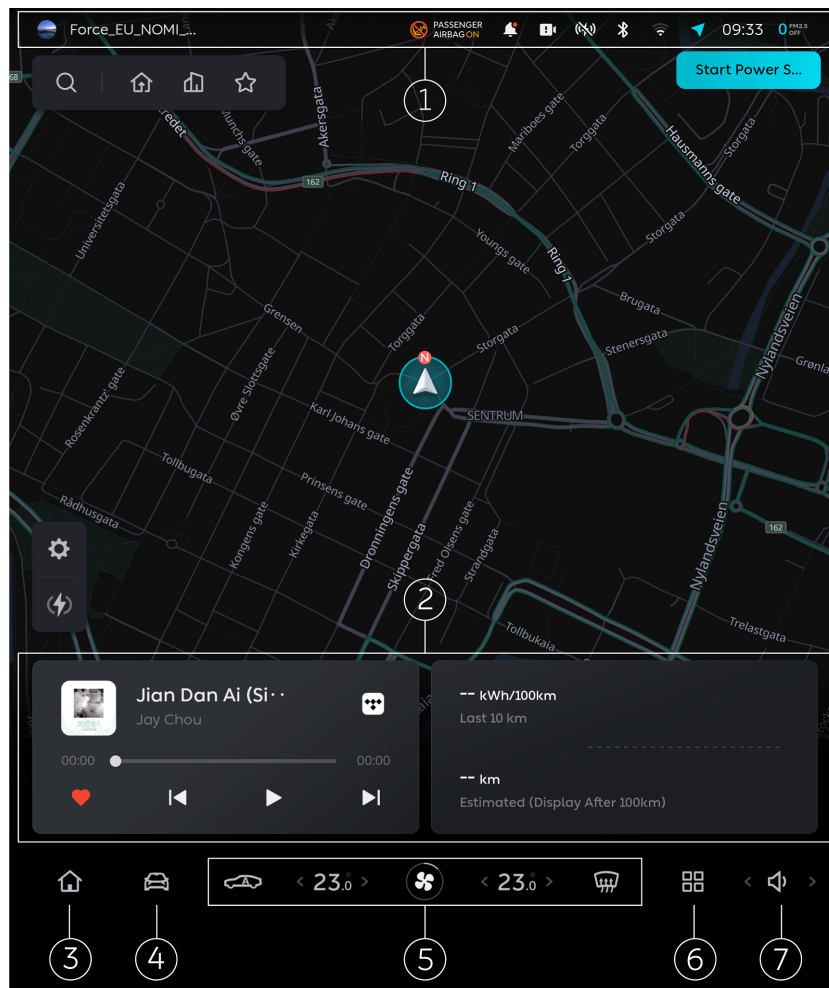 Force_EU_NOMI_...
PASSENGER
AIRBAG ON
09:33
0 PM2.5
OFF
Start Power S...
1
68
Munchs gate
Akersgata
Mariboes gate
Torggata
Hausmanns gate
Storgata
162
Ring 1
Universitetsgata
Youngs gate
Storgata
Ring 1
Brugata
Grensen
Torggata
Storgata
Stenersgata
Nylandsveien
N
Rosenkrantz' gate
Øvre Slottsgate
Karl Johans gate
SENTRUM
Tollbugata
Prinsens gate
Rådhusgata
Kongens gate
Kirkegata
Dronningens gate
Skippergata
Fred Olsens gate
Strandgata
Nylandsveien
162
2
Tollbukaia
Trelastgata
Jian Dan Ai (Si··
Jay Chou
00:00
00:00
-- kWh/100km
Last 10 km
-- km
Estimated (Display After 100km)
A
< 23.0° >
< 23.0° >
< >
3
4
5
6
7